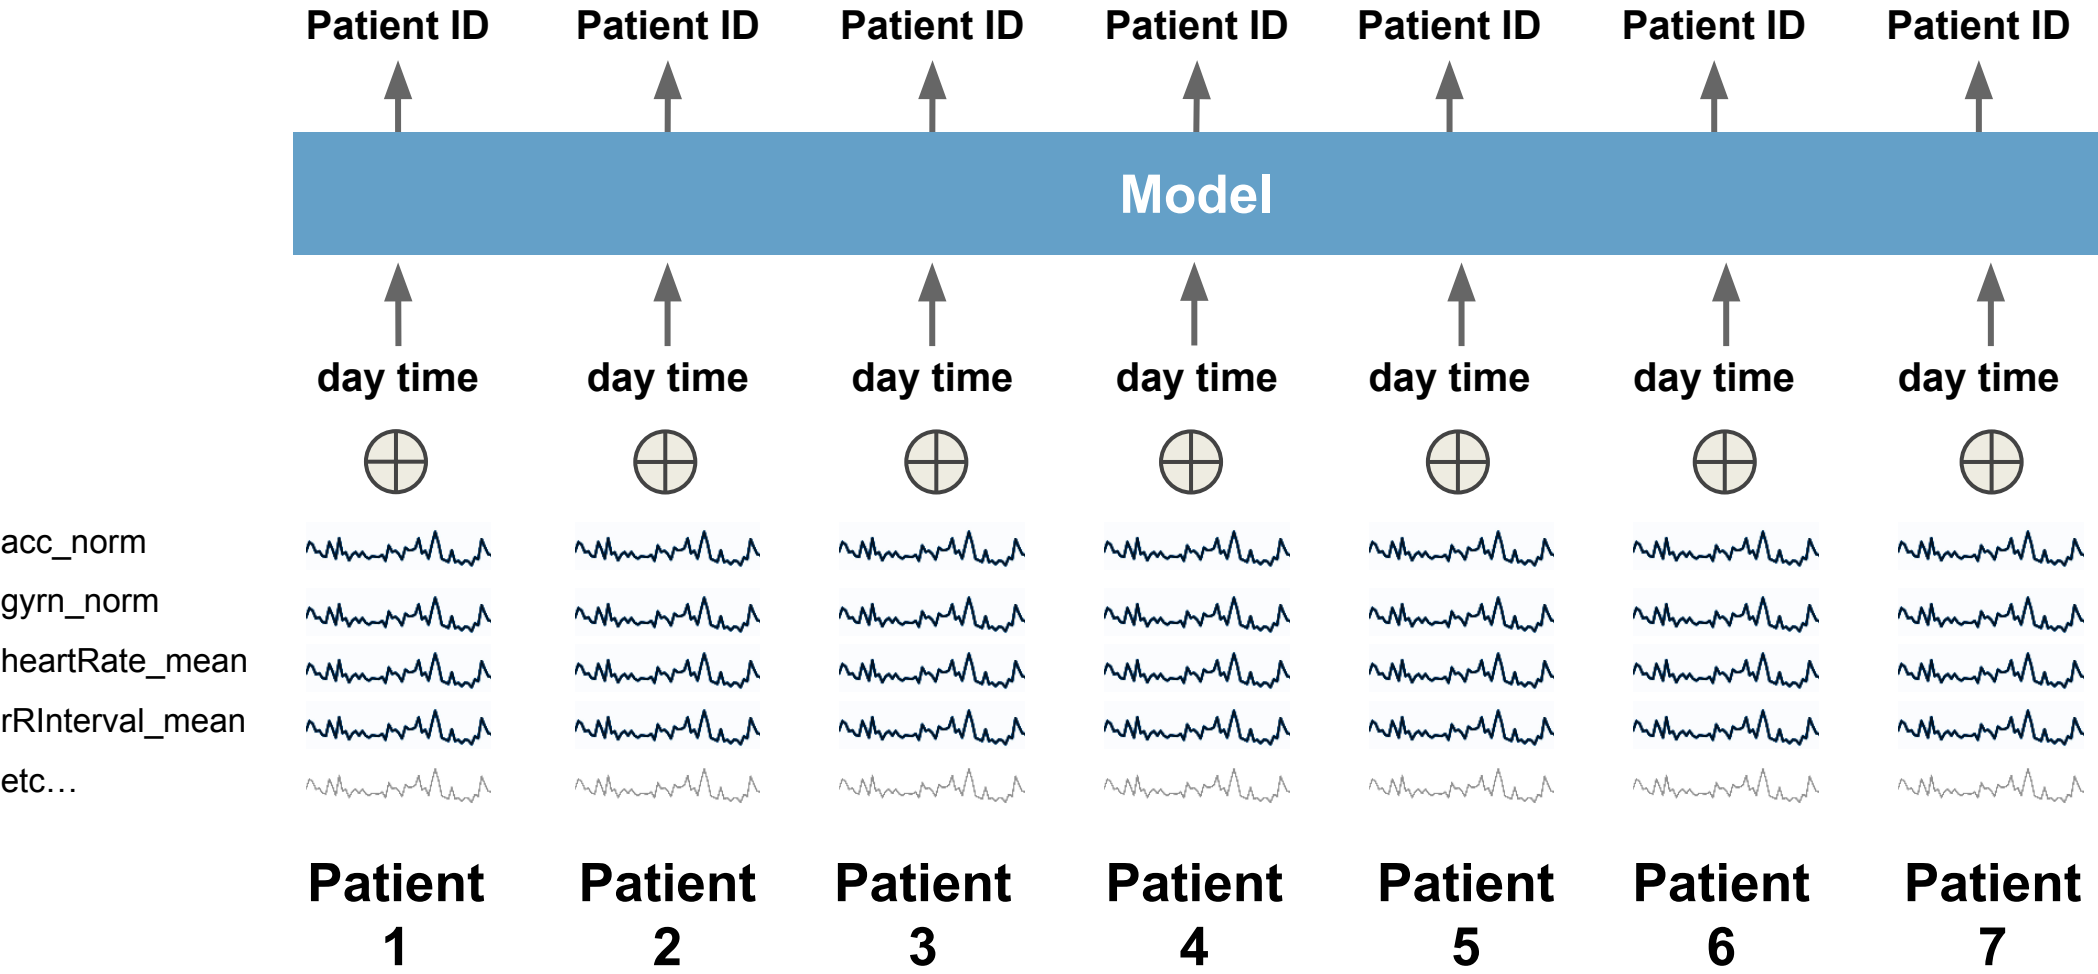 Patient ID Patient ID Patient ID Patient ID Patient ID Patient ID Patient ID
Model
day time day time day time day time day time day time day time
acc_norm
gyrn_norm
heartRate_mean
rRInterval_mean
etc…
Patient Patient Patient Patient Patient Patient Patient
1 2 3 4 5 6 7